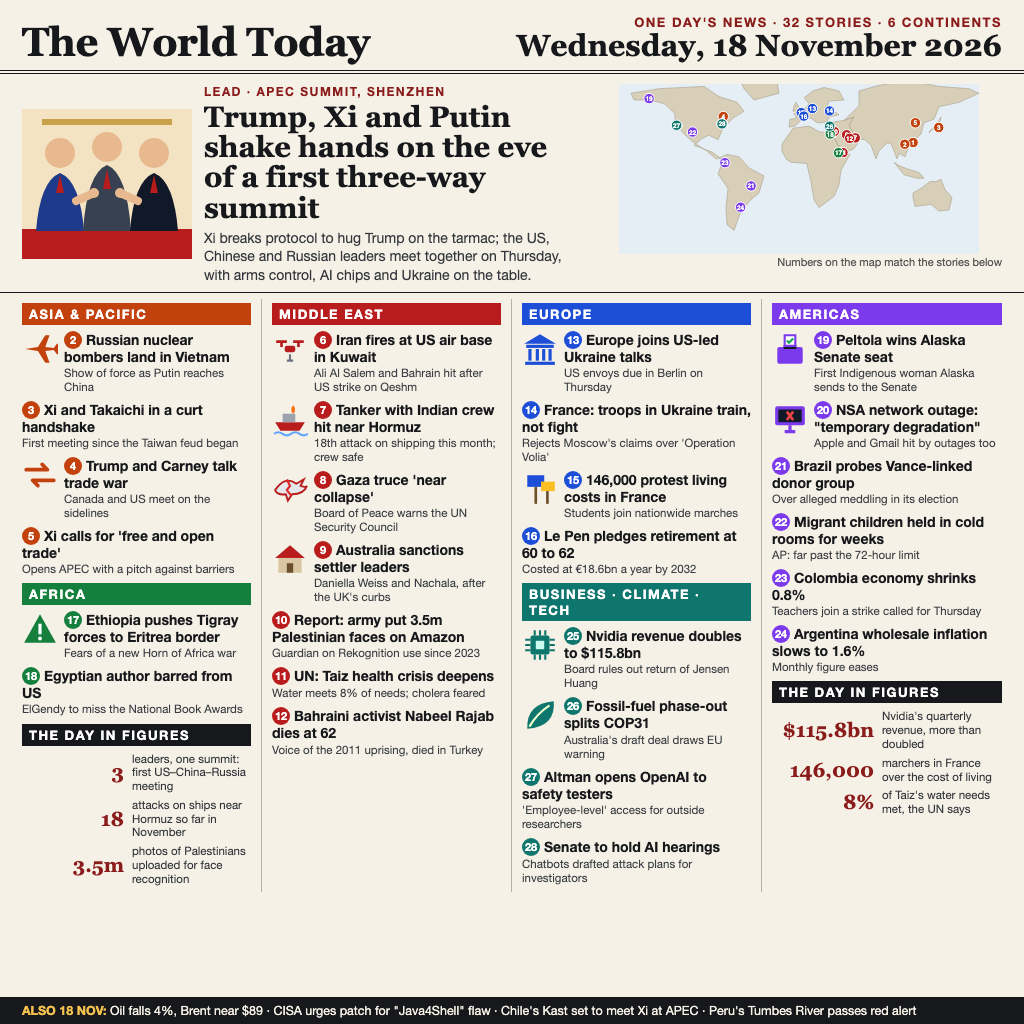 The World Today
ONE DAY'S NEWS · 32 STORIES · 6 CONTINENTS
Wednesday, 18 November 2026
LEAD · APEC SUMMIT, SHENZHEN
Trump, Xi and Putin
shake hands on the eve
of a first three-way
summit
Xi breaks protocol to hug Trump on the tarmac; the US,
Chinese and Russian leaders meet together on Thursday,
with arms control, AI chips and Ukraine on the table.
Numbers on the map match the stories below
ASIA & PACIFIC
2 Russian nuclear
bombers land in Vietnam
Show of force as Putin reaches
China
3 Xi and Takaichi in a curt
handshake
First meeting since the Taiwan feud began
4 Trump and Carney talk
trade war
Canada and US meet on the
sidelines
5 Xi calls for 'free and open
trade'
Opens APEC with a pitch against barriers
AFRICA
17 Ethiopia pushes Tigray
forces to Eritrea border
Fears of a new Horn of Africa war
18 Egyptian author barred from
US
ElGendy to miss the National Book Awards
THE DAY IN FIGURES
3 leaders, one summit:
first US–China–Russia
meeting
18 attacks on ships near
Hormuz so far in
November
3.5m photos of Palestinians
uploaded for face
recognition
MIDDLE EAST
6 Iran fires at US air base
in Kuwait
Ali Al Salem and Bahrain hit after
US strike on Qeshm
7 Tanker with Indian crew
hit near Hormuz
18th attack on shipping this month;
crew safe
8 Gaza truce 'near
collapse'
Board of Peace warns the UN
Security Council
9 Australia sanctions
settler leaders
Daniella Weiss and Nachala, after
the UK's curbs
10 Report: army put 3.5m
Palestinian faces on Amazon
Guardian on Rekognition use since 2023
11 UN: Taiz health crisis deepens
Water meets 8% of needs; cholera feared
12 Bahraini activist Nabeel Rajab
dies at 62
Voice of the 2011 uprising, died in Turkey
EUROPE
13 Europe joins US-led
Ukraine talks
US envoys due in Berlin on
Thursday
14 France: troops in Ukraine train,
not fight
Rejects Moscow's claims over 'Operation
Volia'
15 146,000 protest living
costs in France
Students join nationwide marches
16 Le Pen pledges retirement at
60 to 62
Costed at €18.6bn a year by 2032
BUSINESS · CLIMATE ·
TECH
25 Nvidia revenue doubles
to $115.8bn
Board rules out return of Jensen
Huang
26 Fossil-fuel phase-out
splits COP31
Australia's draft deal draws EU
warning
27 Altman opens OpenAI to
safety testers
'Employee-level' access for outside
researchers
28 Senate to hold AI hearings
Chatbots drafted attack plans for
investigators
AMERICAS
19 Peltola wins Alaska
Senate seat
First Indigenous woman Alaska
sends to the Senate
20 NSA network outage:
"temporary degradation"
Apple and Gmail hit by outages too
21 Brazil probes Vance-linked
donor group
Over alleged meddling in its election
22 Migrant children held in cold
rooms for weeks
AP: far past the 72-hour limit
23 Colombia economy shrinks
0.8%
Teachers join a strike called for Thursday
24 Argentina wholesale inflation
slows to 1.6%
Monthly figure eases
THE DAY IN FIGURES
$115.8bn Nvidia's quarterly
revenue, more than
doubled
146,000 marchers in France
over the cost of living
8% of Taiz's water needs
met, the UN says
ALSO 18 NOV: Oil falls 4%, Brent near $89 · CISA urges patch for "Java4Shell" flaw · Chile's Kast set to meet Xi at APEC · Peru's Tumbes River passes red alert